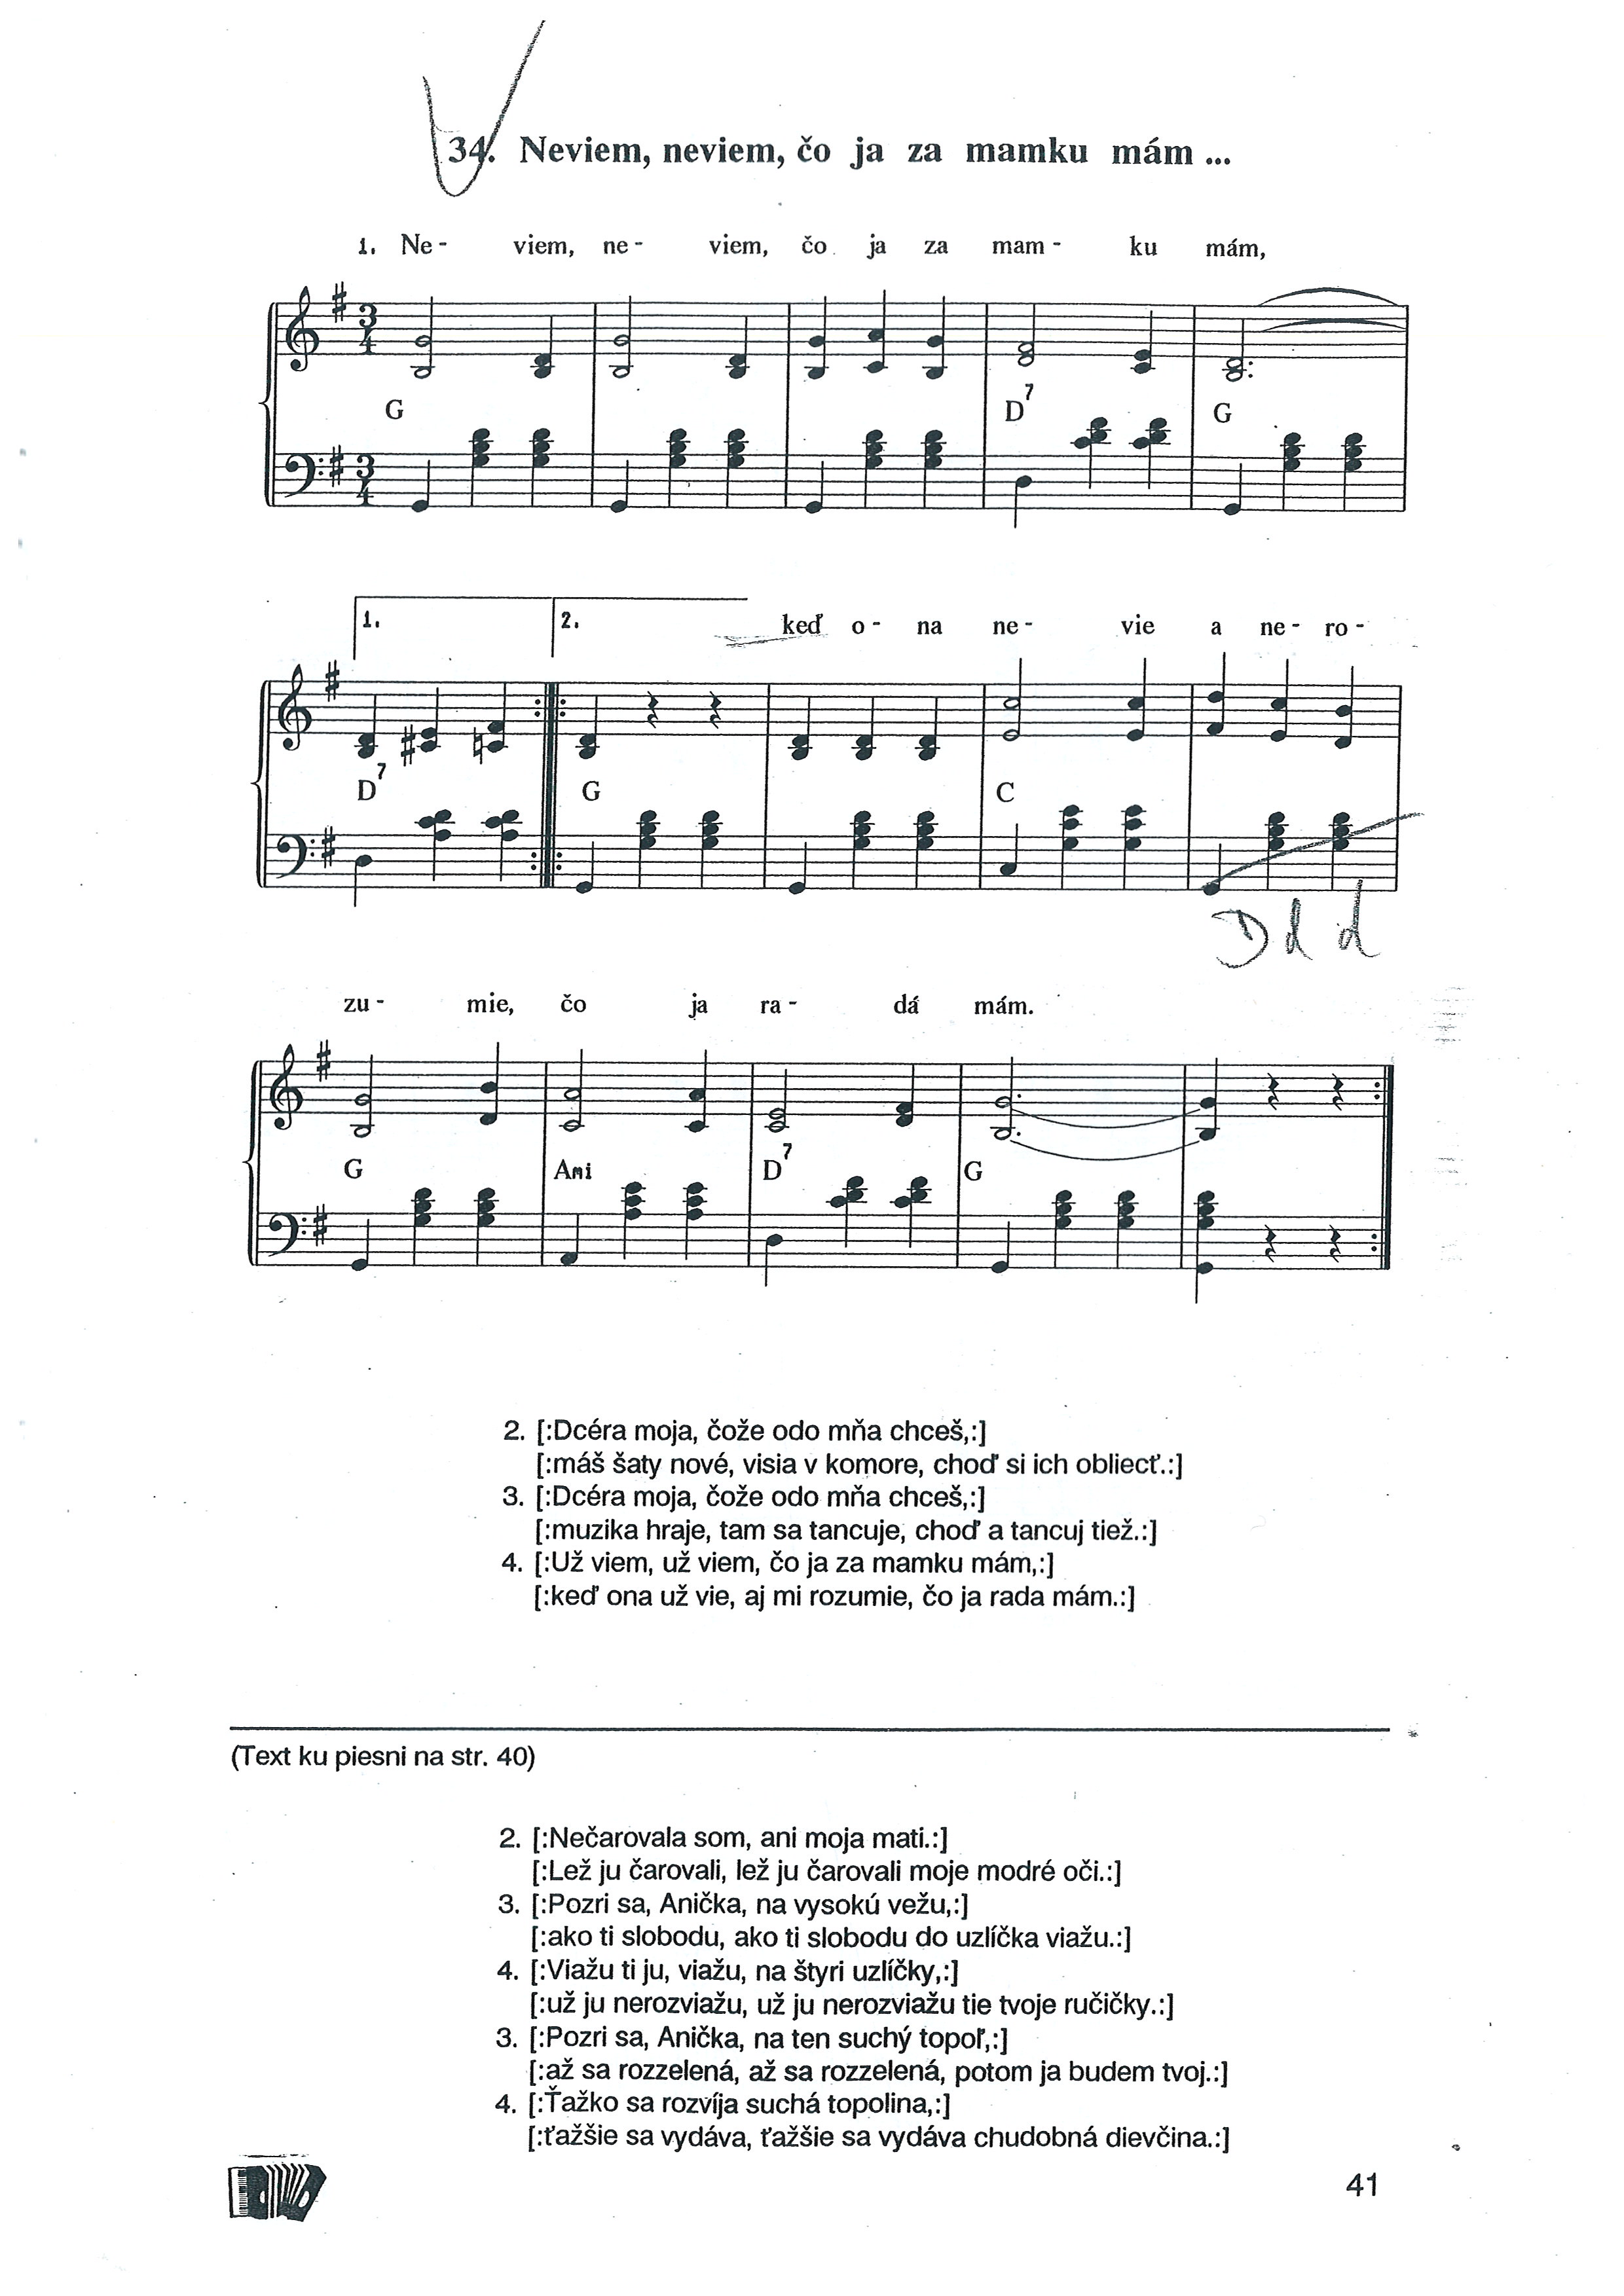 34. Neviem, neviem, čo ja za mamku mám ...
1. Ne - viem, ne - viem, čo ja za mam - ku mám,
3 4
G D7 G
3 4
1. 2. keď o - na ne - vie a ne - ro -
D7 G C
D d d
zu - mie, čo ja ra - dá mám.
G Ami D7 G
2. [:Dcéra moja, čože odo mňa chceš,:]
[:máš šaty nové, visia v komore, choď si ich obliecť.:]
3. [:Dcéra moja, čože odo mňa chceš,:]
[:muzika hraje, tam sa tancuje, choď a tancuj tiež.:]
4. [:Už viem, už viem, čo ja za mamku mám,:]
[:keď ona už vie, aj mi rozumie, čo ja rada mám.:]
(Text ku piesni na str. 40)
2. [:Nečarovala som, ani moja mati.:]
[:Lež ju čarovali, lež ju čarovali moje modré oči.:]
3. [:Pozri sa, Anička, na vysokú vežu,:]
[:ako ti slobodu, ako ti slobodu do uzlíčka viažu.:]
4. [:Viažu ti ju, viažu, na štyri uzlíčky,:]
[:už ju nerozviažu, už ju nerozviažu tie tvoje ručičky.:]
3. [:Pozri sa, Anička, na ten suchý topoľ,:]
[:až sa rozzelená, až sa rozzelená, potom ja budem tvoj.:]
4. [:Ťažko sa rozvíja suchá topolina,:]
[:ťažšie sa vydáva, ťažšie sa vydáva chudobná dievčina.:]
41